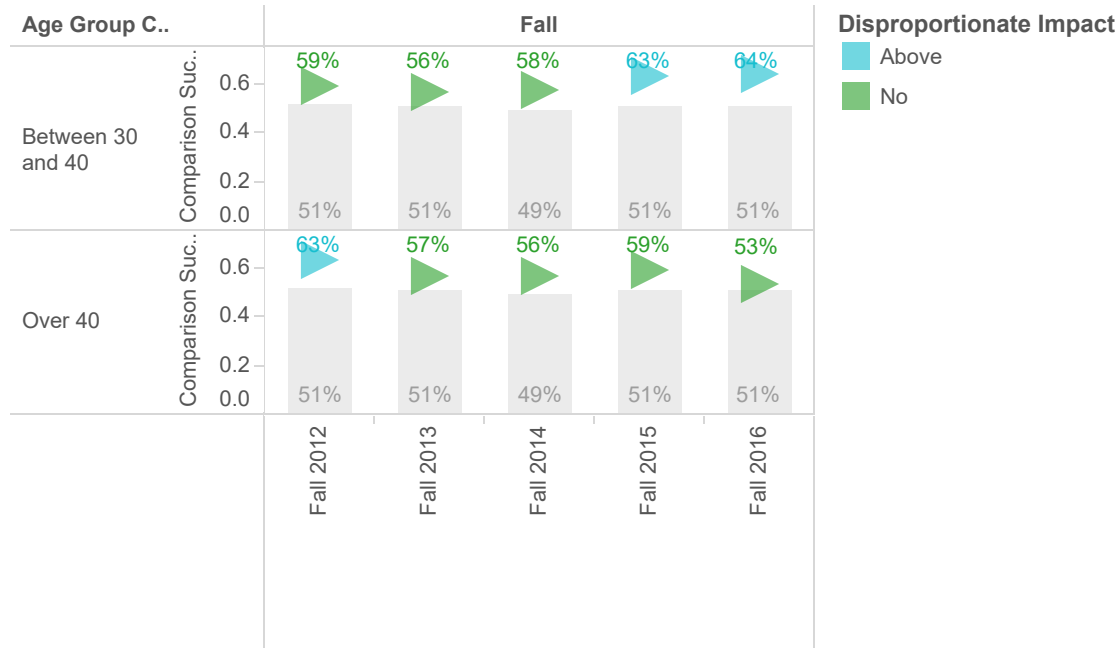 Age Group C..
Fall
Disproportionate Impact
Above
No
Between 30
and 40
Comparison Suc..
0.6
0.4
0.2
0.0
59%
56%
58%
63%
64%
51%
51%
49%
51%
51%
Over 40
Comparison Suc..
0.6
0.4
0.2
0.0
63%
57%
56%
59%
53%
51%
51%
49%
51%
51%
Fall 2012
Fall 2013
Fall 2014
Fall 2015
Fall 2016